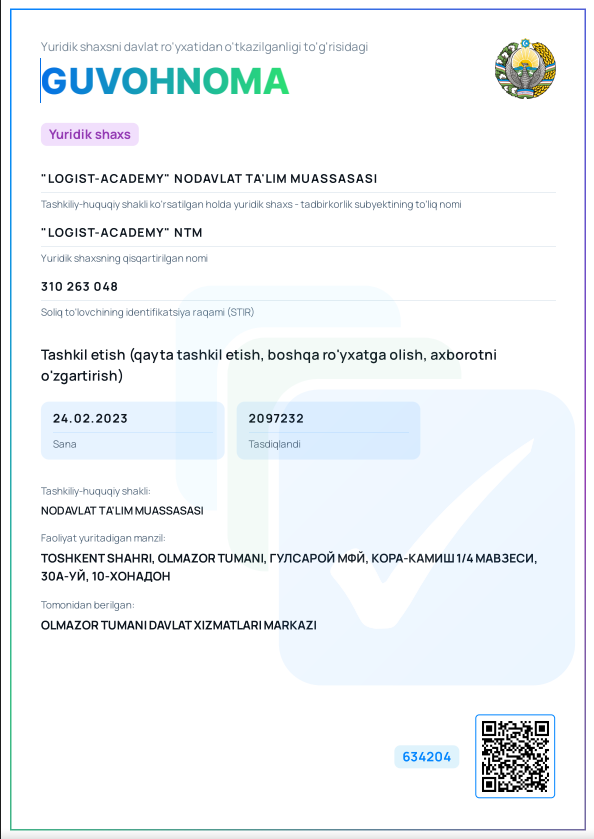 Yuridik shaxsni davlat ro'yxatidan o'tkazilganligi to'g'risidagi
GUVOHNOMA
Yuridik shaxs
"LOGIST-ACADEMY" NODAVLAT TA'LIM MUASSASASI
Tashkiliy-huquqiy shakli ko'rsatilgan holda yuridik shaxs - tadbirkorlik subyektining to'liq nomi
"LOGIST-ACADEMY" NTM
Yuridik shaxsning qisqartirilgan nomi
310 263 048
Soliq to'lovchining identifikatsiya raqami (STIR)
Tashkil etish (qayta tashkil etish, boshqa ro'yxatga olish, axborotni
o'zgartirish)
24.02.2023 2097232
Sana Tasdiqlandi
Tashkiliy-huquqiy shakli:
NODAVLAT TA'LIM MUASSASASI
Faoliyat yuritadigan manzil:
TOSHKENT SHAHRI, OLMAZOR TUMANI, ГУЛСАРОЙ МФЙ, КОРА-КАМИШ 1/4 МАВЗЕСИ,
30А-УЙ, 10-ХОНАДОН
Tomonidan berilgan:
OLMAZOR TUMANI DAVLAT XIZMATLARI MARKAZI
634204